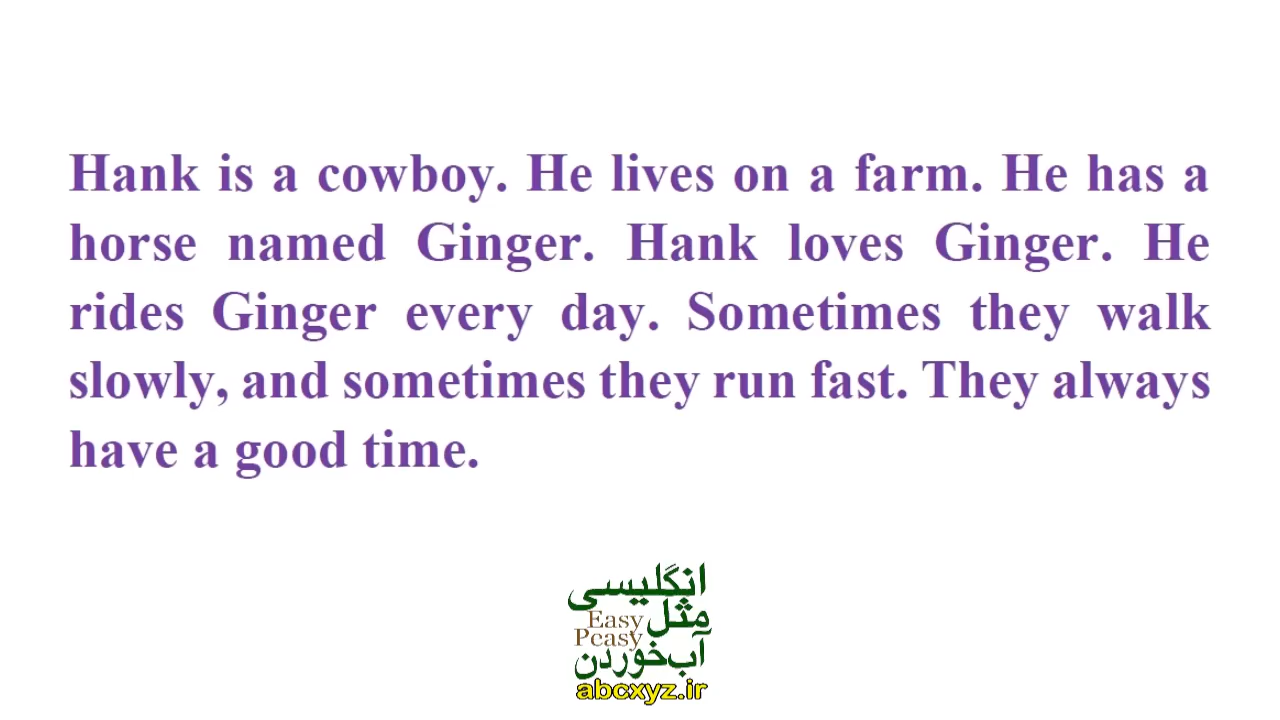 Hank is a cowboy. He lives on a farm. He has a
horse named Ginger. Hank loves Ginger. He
rides Ginger every day. Sometimes they walk
slowly, and sometimes they run fast. They always
have a good time.
انگلیسی
مثل
Easy
Peasy
آب‌خوردن
abcxyz.ir